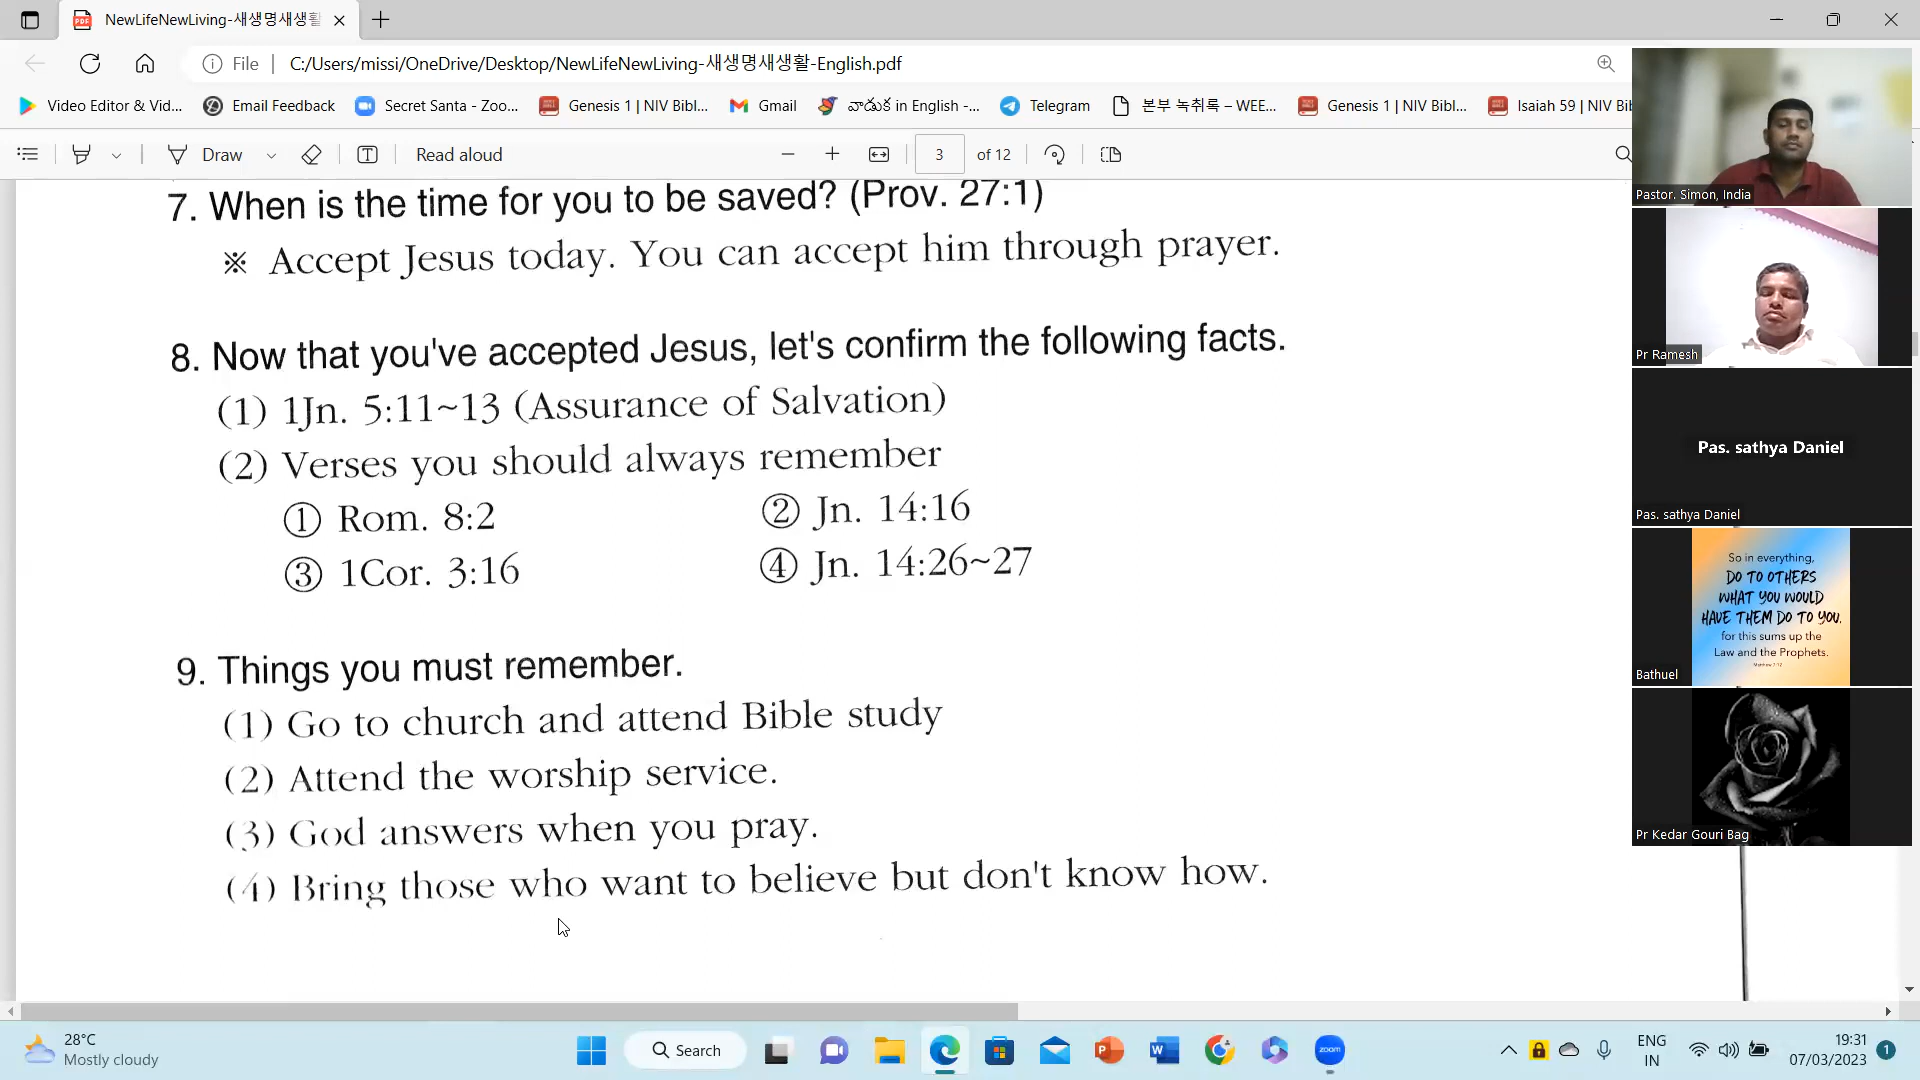 NewLifeNewLiving-새생명새생활
File
C:/Users/missi/OneDrive/Desktop/NewLifeNewLiving-새생명새생활-English.pdf
Video Editor & Vid...
Email Feedback
Secret Santa - Zoo...
Genesis 1 | NIV Bibl...
Gmail
వాడుక in English -...
Telegram
본부 녹취록 – WEE...
Genesis 1 | NIV Bibl...
Isaiah 59 | NIV Bi
Draw
Read aloud
3
of 12
7. When is the time for you to be saved? (Prov. 27:1)
※ Accept Jesus today. You can accept him through prayer.
8. Now that you've accepted Jesus, let's confirm the following facts.
(1) 1Jn. 5:11~13 (Assurance of Salvation)
(2) Verses you should always remember
① Rom. 8:2
② Jn. 14:16
③ 1Cor. 3:16
④ Jn. 14:26~27
9. Things you must remember.
(1) Go to church and attend Bible study
(2) Attend the worship service.
(3) God answers when you pray.
(4) Bring those who want to believe but don't know how.
Pastor. Simon, India
Pr Ramesh
Pas. sathya Daniel
Pas. sathya Daniel
So in everything,
DO TO OTHERS
WHAT YOU WOULD
HAVE THEM DO TO YOU.
for this sums up the
Law and the Prophets.
Matthew 7:12
Bathuel
Pr Kedar Gouri Bag
28°C
Mostly cloudy
Search
zoom
ENG
IN
19:31
07/03/2023
1